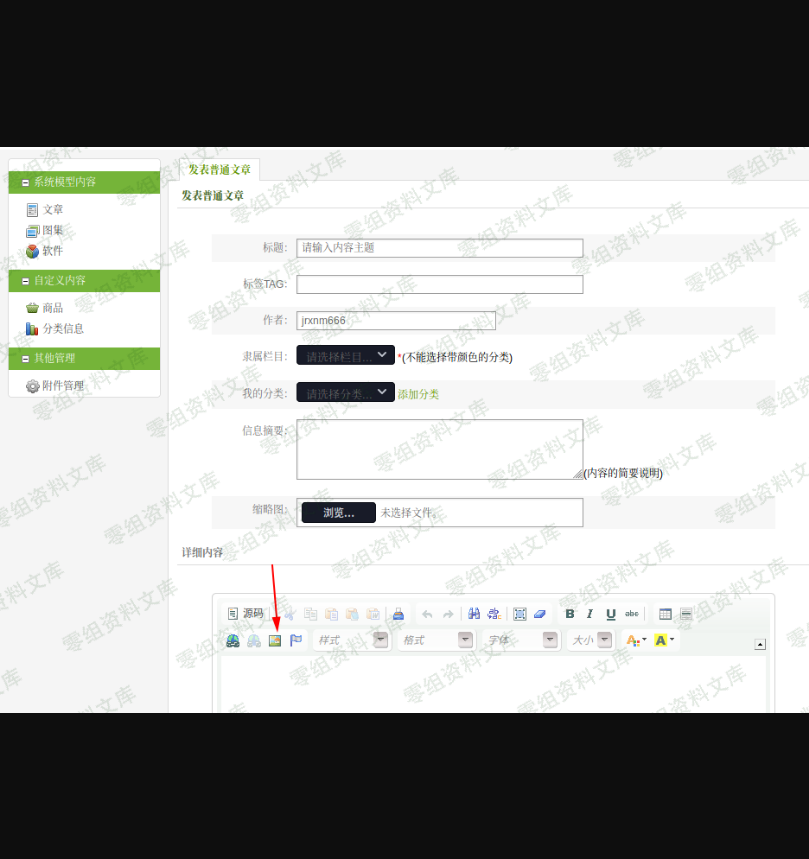 发表普通文章
系统模型内容
发表普通文章
文章
图集
软件
标题:
请输入内容主题
标签TAG:
自定义内容
商品
分类信息
作者:
jrxnm666
其他管理
附件管理
隶属栏目:
请选择栏目...
*(不能选择带颜色的分类)
我的分类:
请选择分类...
添加分类
信息摘要:
(内容的简要说明)
缩略图:
浏览...
未选择文件。
详细内容
源码
B I U abc
样式
格式
字体
大小
A
A
零组资料文库